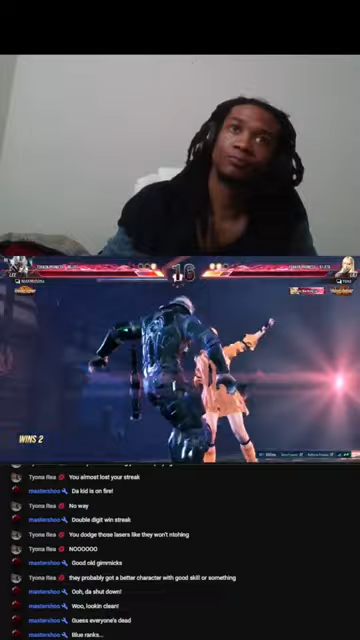 16
WINS 2
Tyona Rea You almost lost your streak
mastershoo Da kid is on fire!
Tyona Rea No way
mastershoo Double digit win streak
Tyona Rea You dodge those lasers like they won't nishing
Tyona Rea NOOOOOO
mastershoo Good old gimmicks
Tyona Rea they probably got a better character with good skill or something
mastershoo Ooh, da shut down!
mastershoo Woo, lookin clean!
mastershoo Guess everyone's dead
mastershoo Blue ranks...